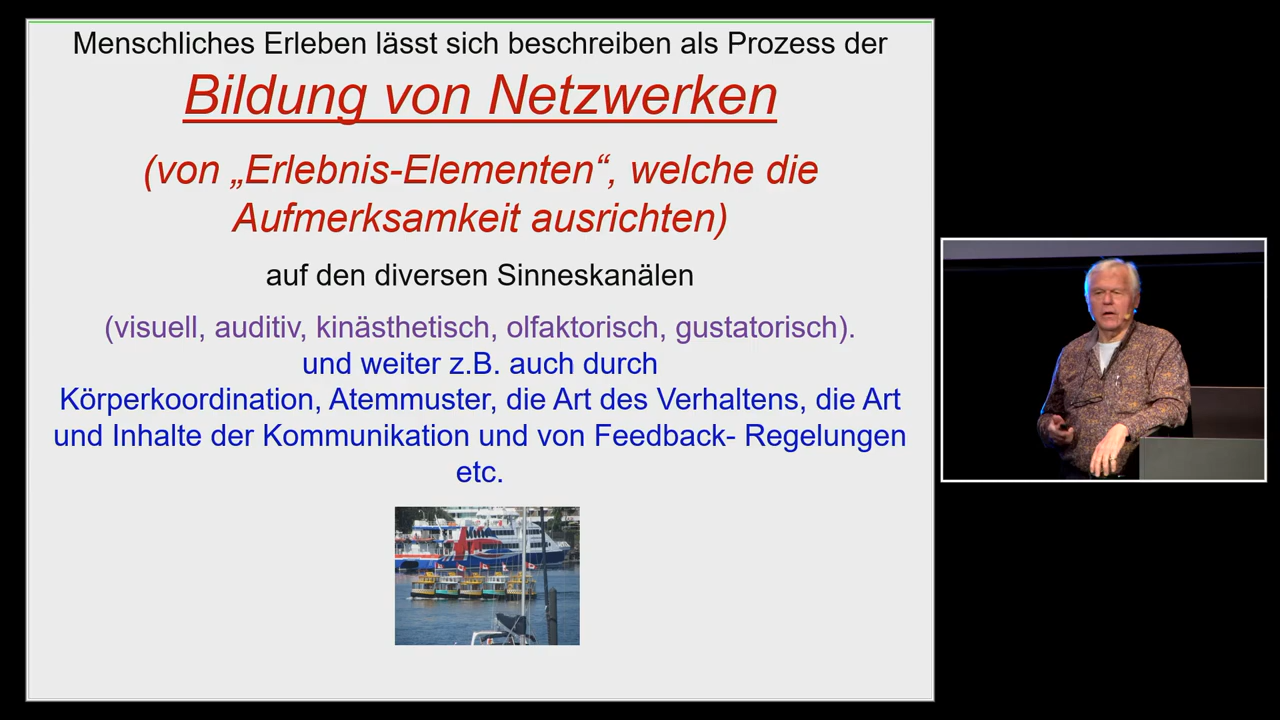 Menschliches Erleben lässt sich beschreiben als Prozess der
Bildung von Netzwerken
(von „Erlebnis-Elementen“, welche die
Aufmerksamkeit ausrichten)
auf den diversen Sinneskanälen
(visuell, auditiv, kinästhetisch, olfaktorisch, gustatorisch).
und weiter z.B. auch durch
Körperkoordination, Atemmuster, die Art des Verhaltens, die Art
und Inhalte der Kommunikation und von Feedback- Regelungen
etc.